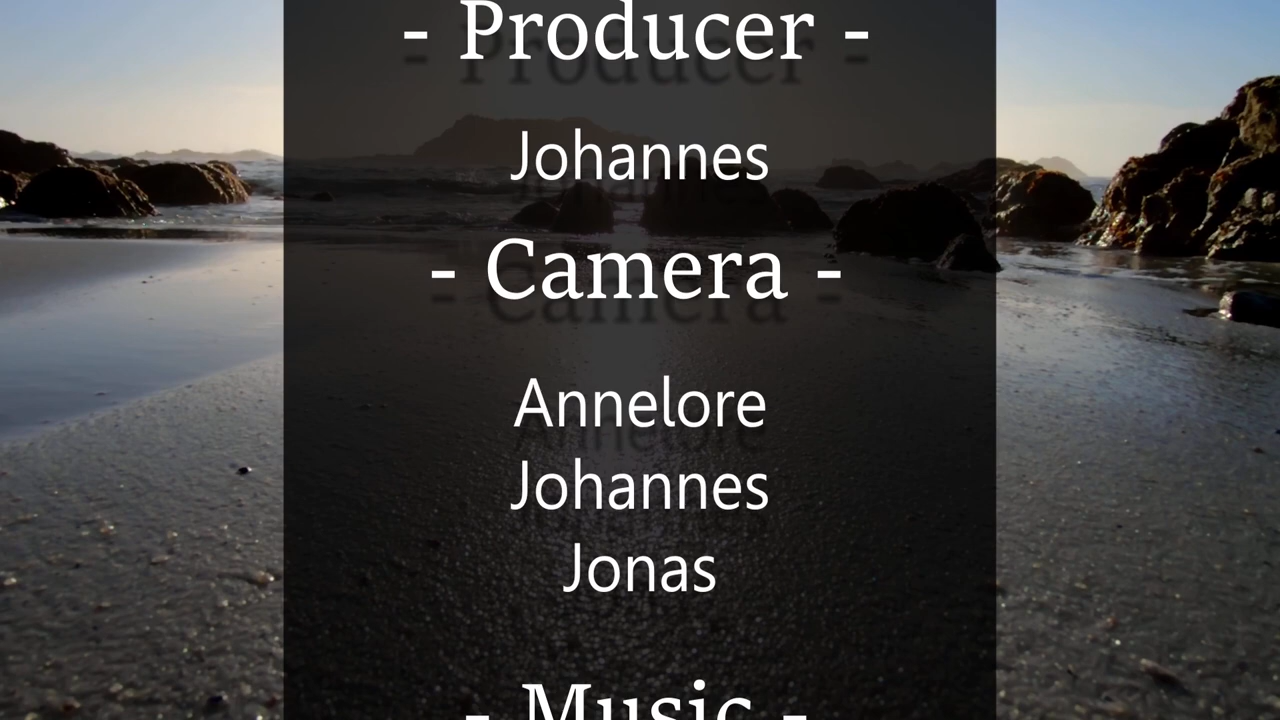 - Producer -
Johannes
- Camera -
Annelore
Johannes
Jonas
- Music -